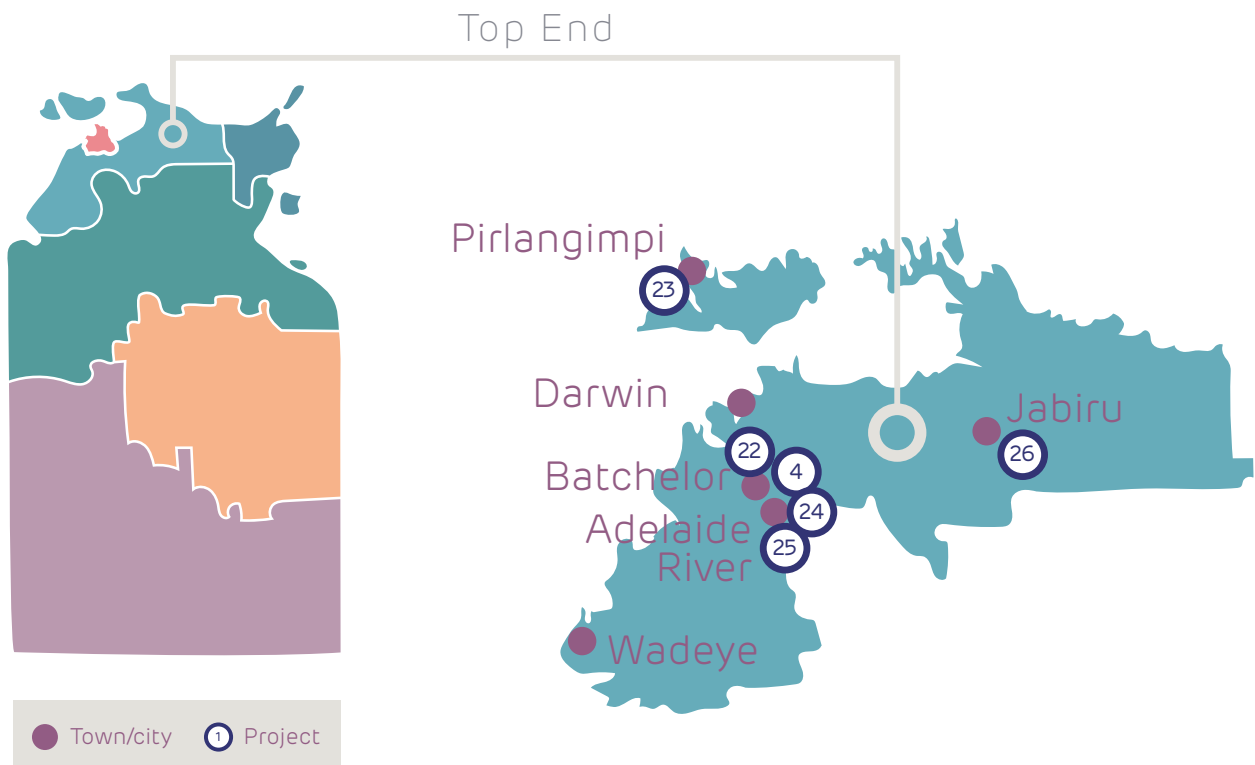 Top End
Pirlangimpi
23
Darwin
Jabiru
26
22
4
Batchelor
24
Adelaide
River
25
Wadeye
Town/city
1
Project